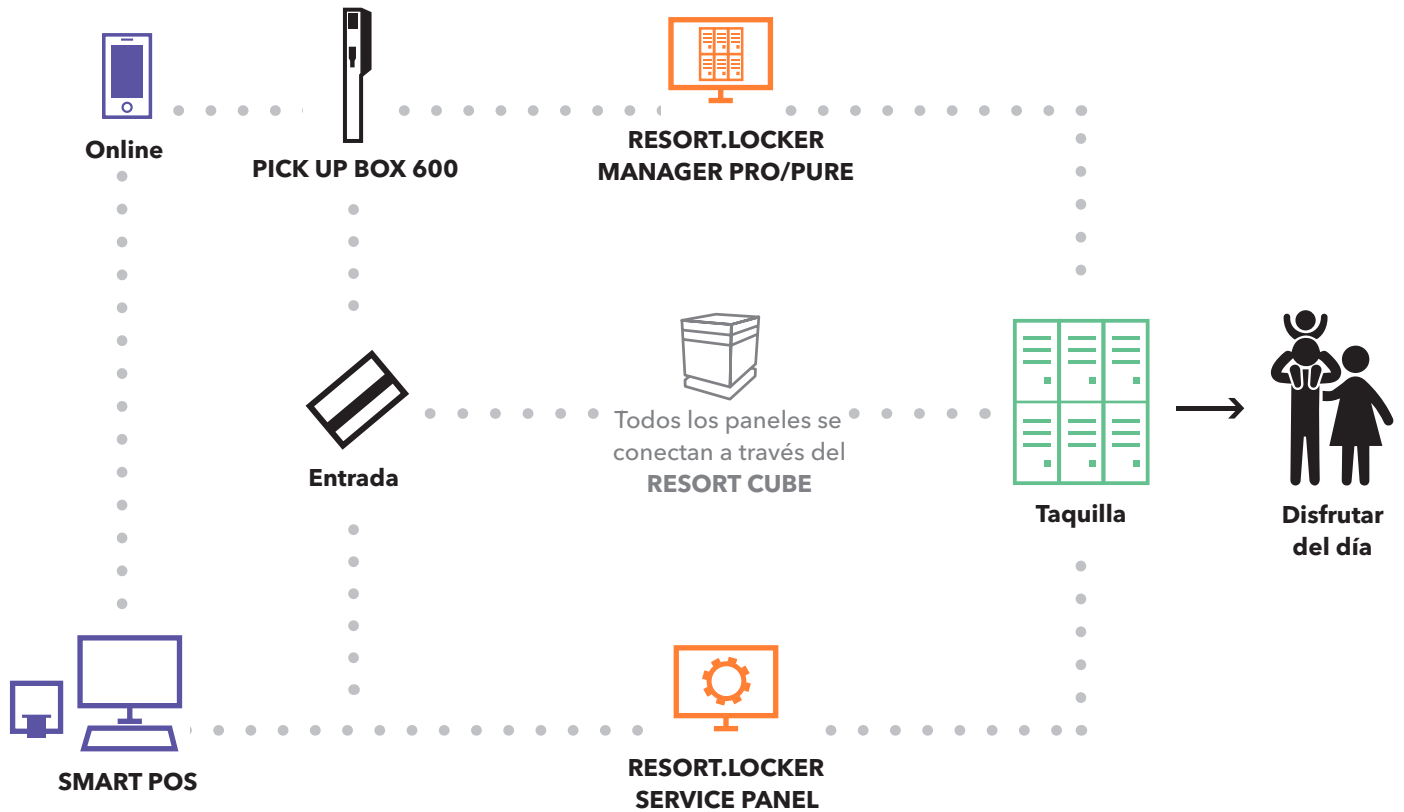 Online
PICK UP BOX 600
RESORT.LOCKER
MANAGER PRO/PURE
Entrada
Todos los paneles se
conectan a través del
RESORT CUBE
Taquilla
Disfrutar
del día
SMART POS
RESORT.LOCKER
SERVICE PANEL